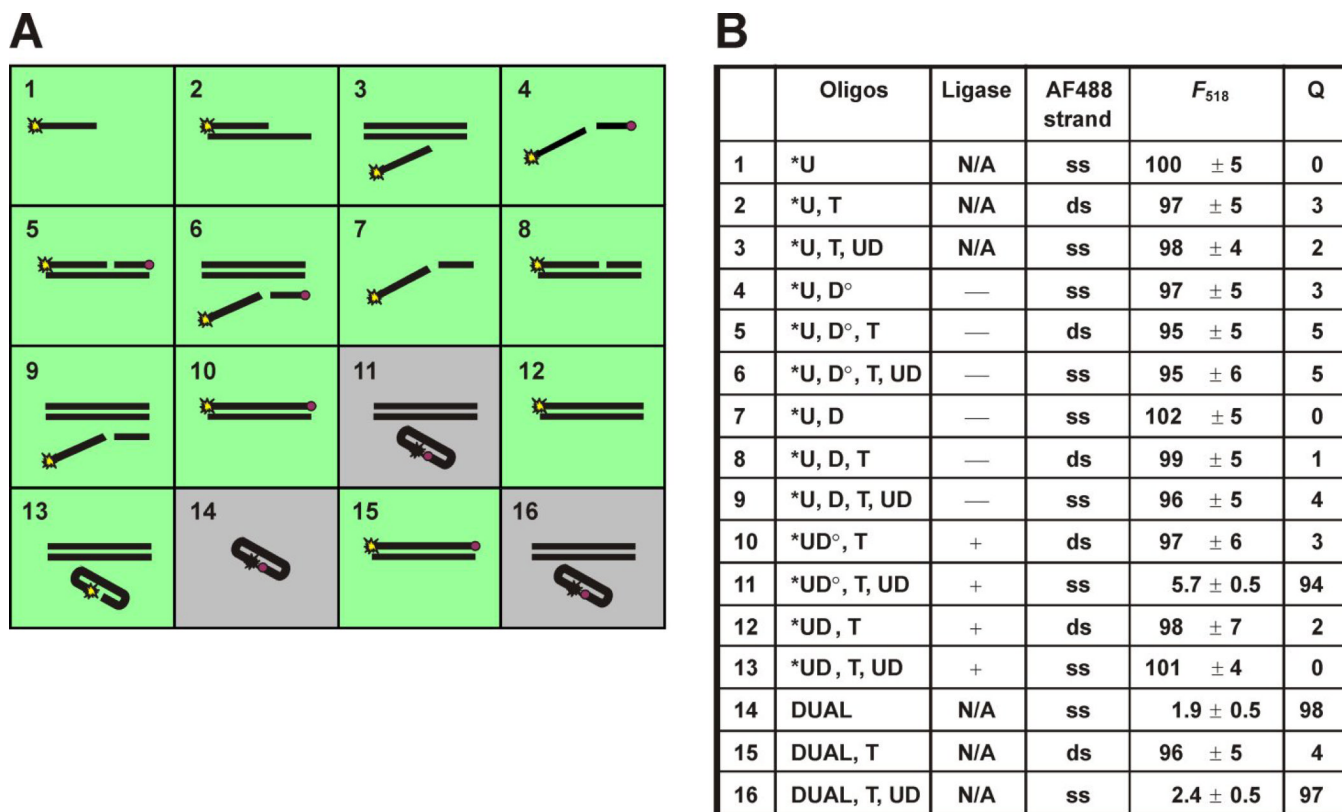 A
1 2 3 4
5 6 7 8
9 10 11 12
13 14 15 16
B
Oligos Ligase AF488 strand F518 Q
1 *U N/A ss 100 ± 5 0
2 *U, T N/A ds 97 ± 5 3
3 *U, T, UD N/A ss 98 ± 4 2
4 *U, D° — ss 97 ± 5 3
5 *U, D°, T — ds 95 ± 5 5
6 *U, D°, T, UD — ss 95 ± 6 5
7 *U, D — ss 102 ± 5 0
8 *U, D, T — ds 99 ± 5 1
9 *U, D, T, UD — ss 96 ± 5 4
10 *UD°, T + ds 97 ± 6 3
11 *UD°, T, UD + ss 5.7 ± 0.5 94
12 *UD, T + ds 98 ± 7 2
13 *UD, T, UD + ss 101 ± 4 0
14 DUAL N/A ss 1.9 ± 0.5 98
15 DUAL, T N/A ds 96 ± 5 4
16 DUAL, T, UD N/A ss 2.4 ± 0.5 97